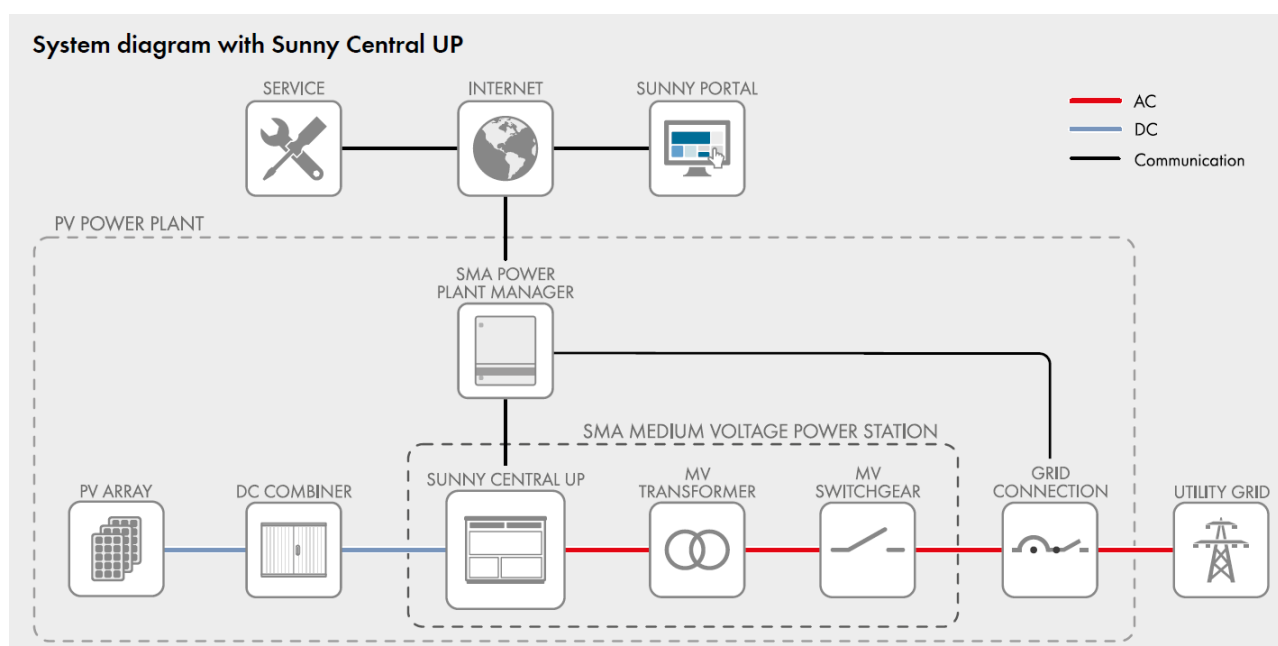 System diagram with Sunny Central UP
SERVICE
INTERNET
SUNNY PORTAL
AC
DC
Communication
PV POWER PLANT
SMA POWER
PLANT MANAGER
SMA MEDIUM VOLTAGE POWER STATION
PV ARRAY
DC COMBINER
SUNNY CENTRAL UP
MV
TRANSFORMER
MV
SWITCHGEAR
GRID
CONNECTION
UTILITY GRID